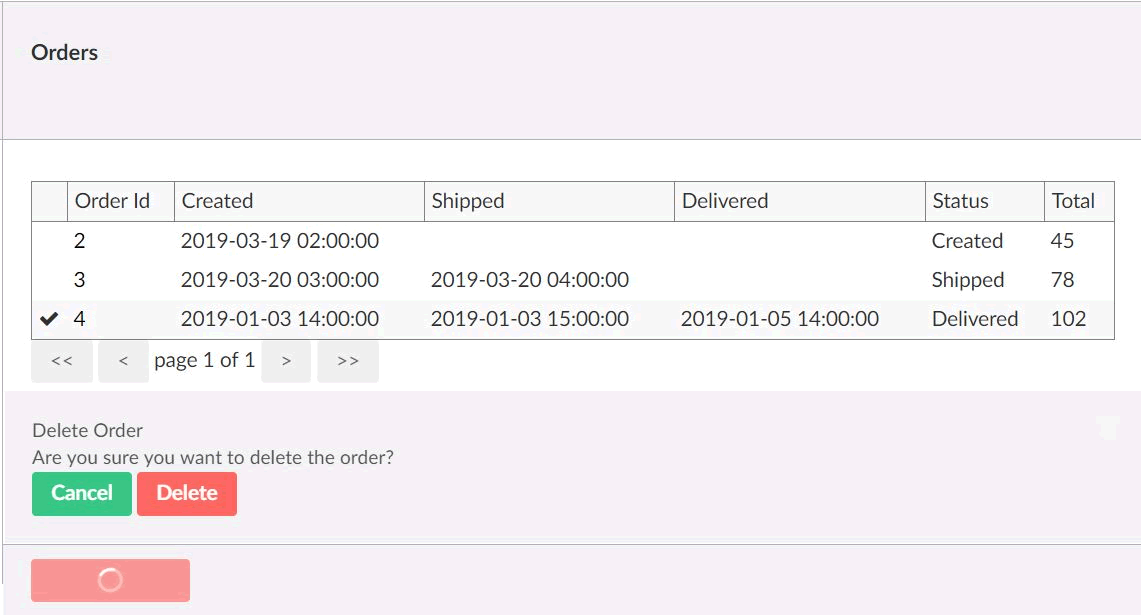 Orders
Order Id Created Shipped Delivered Status Total
2 2019-03-19 02:00:00 Created 45
3 2019-03-20 03:00:00 2019-03-20 04:00:00 Shipped 78
4 2019-01-03 14:00:00 2019-01-03 15:00:00 2019-01-05 14:00:00 Delivered 102
<< < page 1 of 1 > >>
Delete Order
Are you sure you want to delete the order?
Cancel Delete